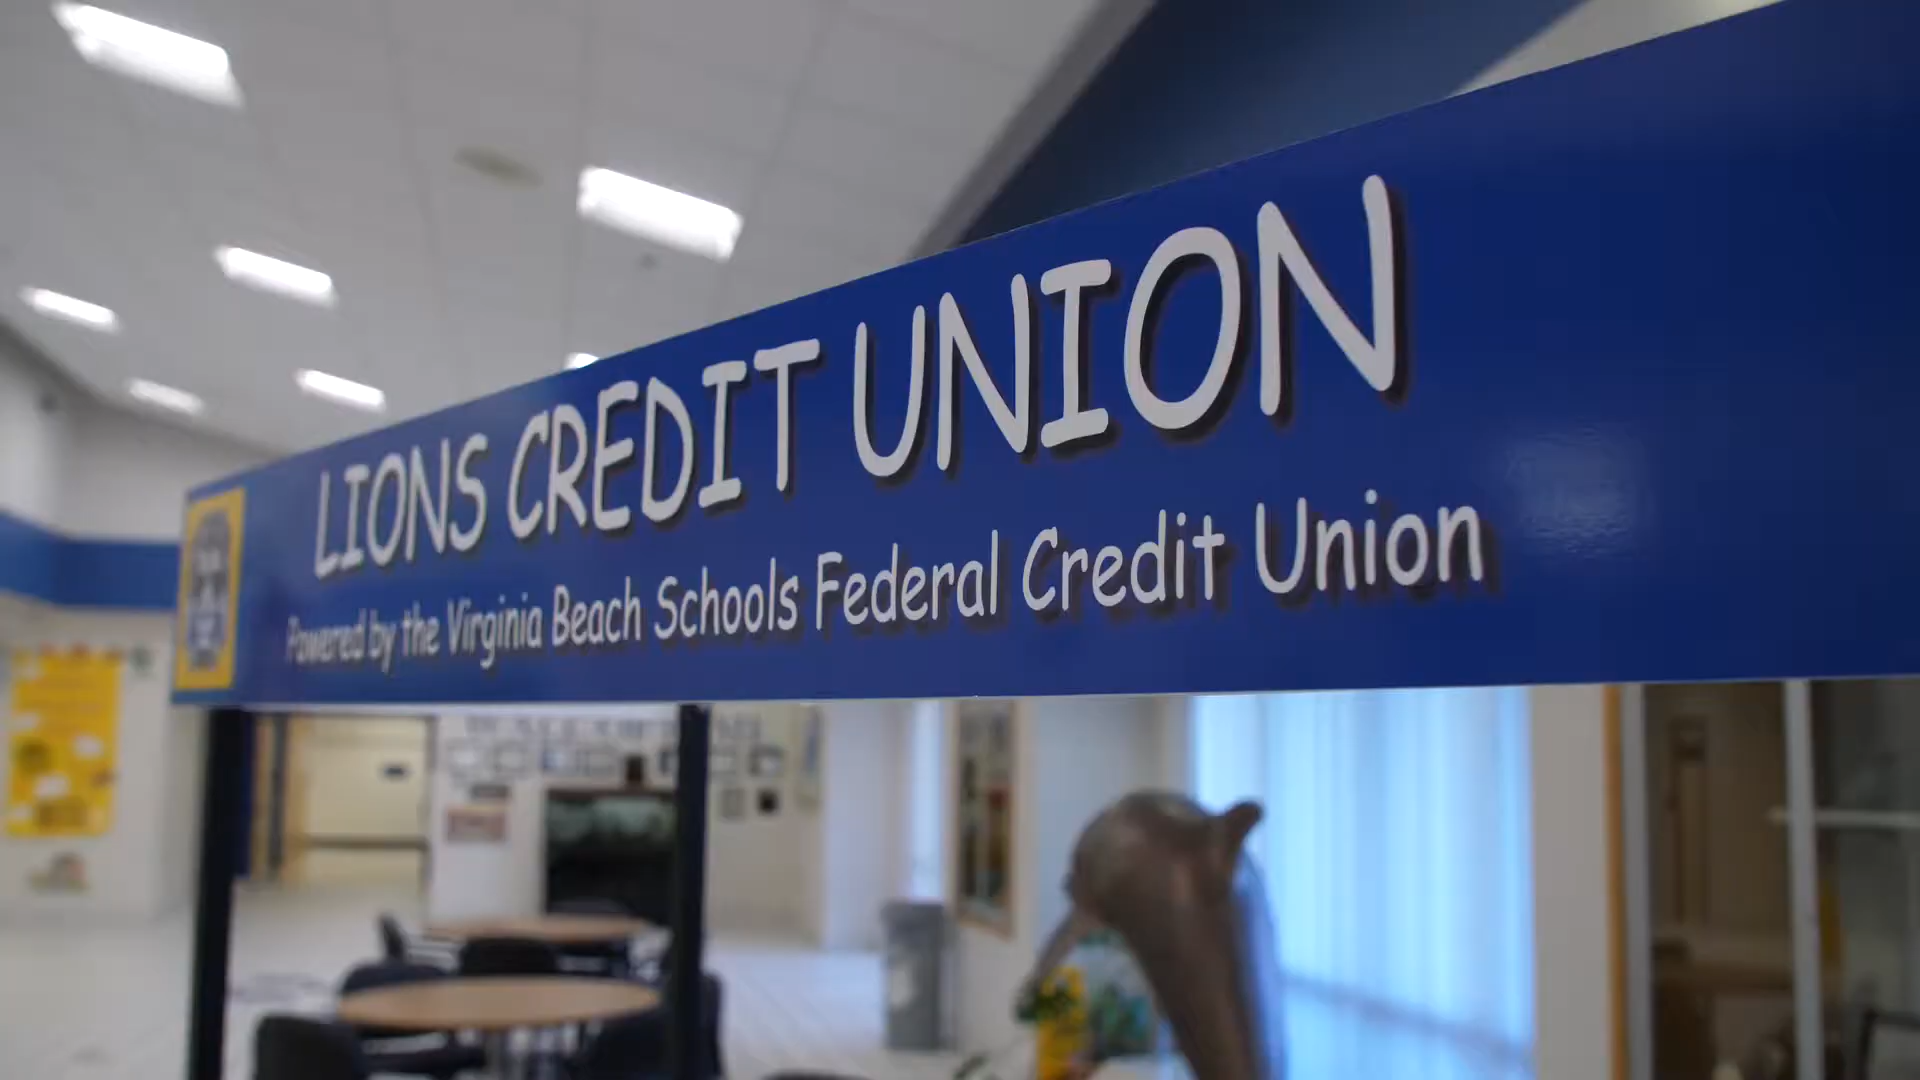 LIONS CREDIT UNION
Powered by the Virginia Beach Schools Federal Credit Union